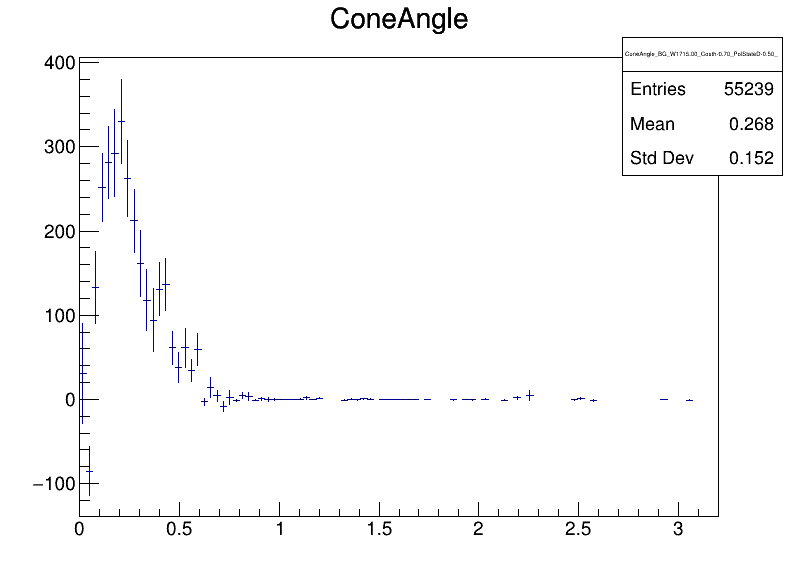 ConeAngle
ConeAngle_BG_W1715.00_Costh-0.70_PolStateD-0.50_
Entries 55239
Mean 0.268
Std Dev 0.152
400
300
200
100
0
−100
0 0.5 1 1.5 2 2.5 3